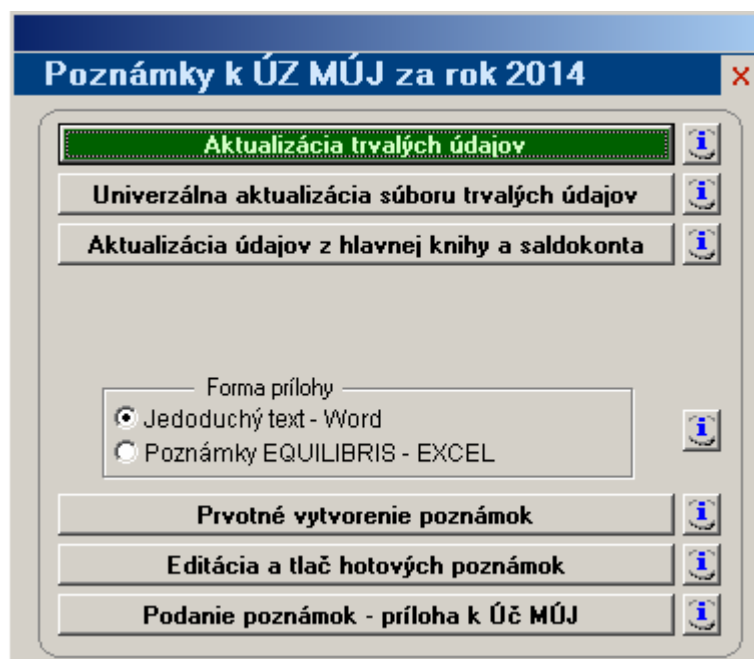 Poznámky k ÚZ MÚJ za rok 2014
Aktualizácia trvalých údajov
Univerzálna aktualizácia súboru trvalých údajov
Aktualizácia údajov z hlavnej knihy a saldokonta
Forma prílohy
Jedoduchý text - Word
Poznámky EQUILIBRIS - EXCEL
Prvotné vytvorenie poznámok
Editácia a tlač hotových poznámok
Podanie poznámok - príloha k Úč MÚJ